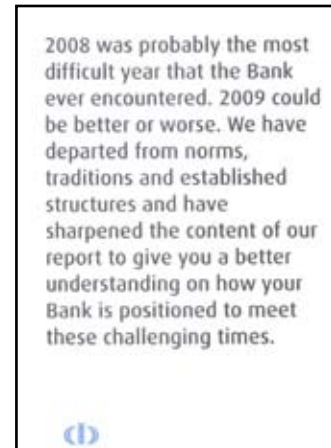 2008 was probably the most
difficult year that the Bank
ever encountered. 2009 could
be better or worse. We have
departed from norms,
traditions and established
structures and have
sharpened the content of our
report to give you a better
understanding on how your
Bank is positioned to meet
these challenging times.